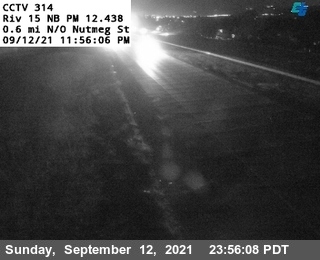 CCTV 314
Riv 15 NB PM 12.438
0.6 mi N/O Nutmeg St
09/12/21 11:56:06 PM
Sunday, September 12, 2021 23:56:08 PDT